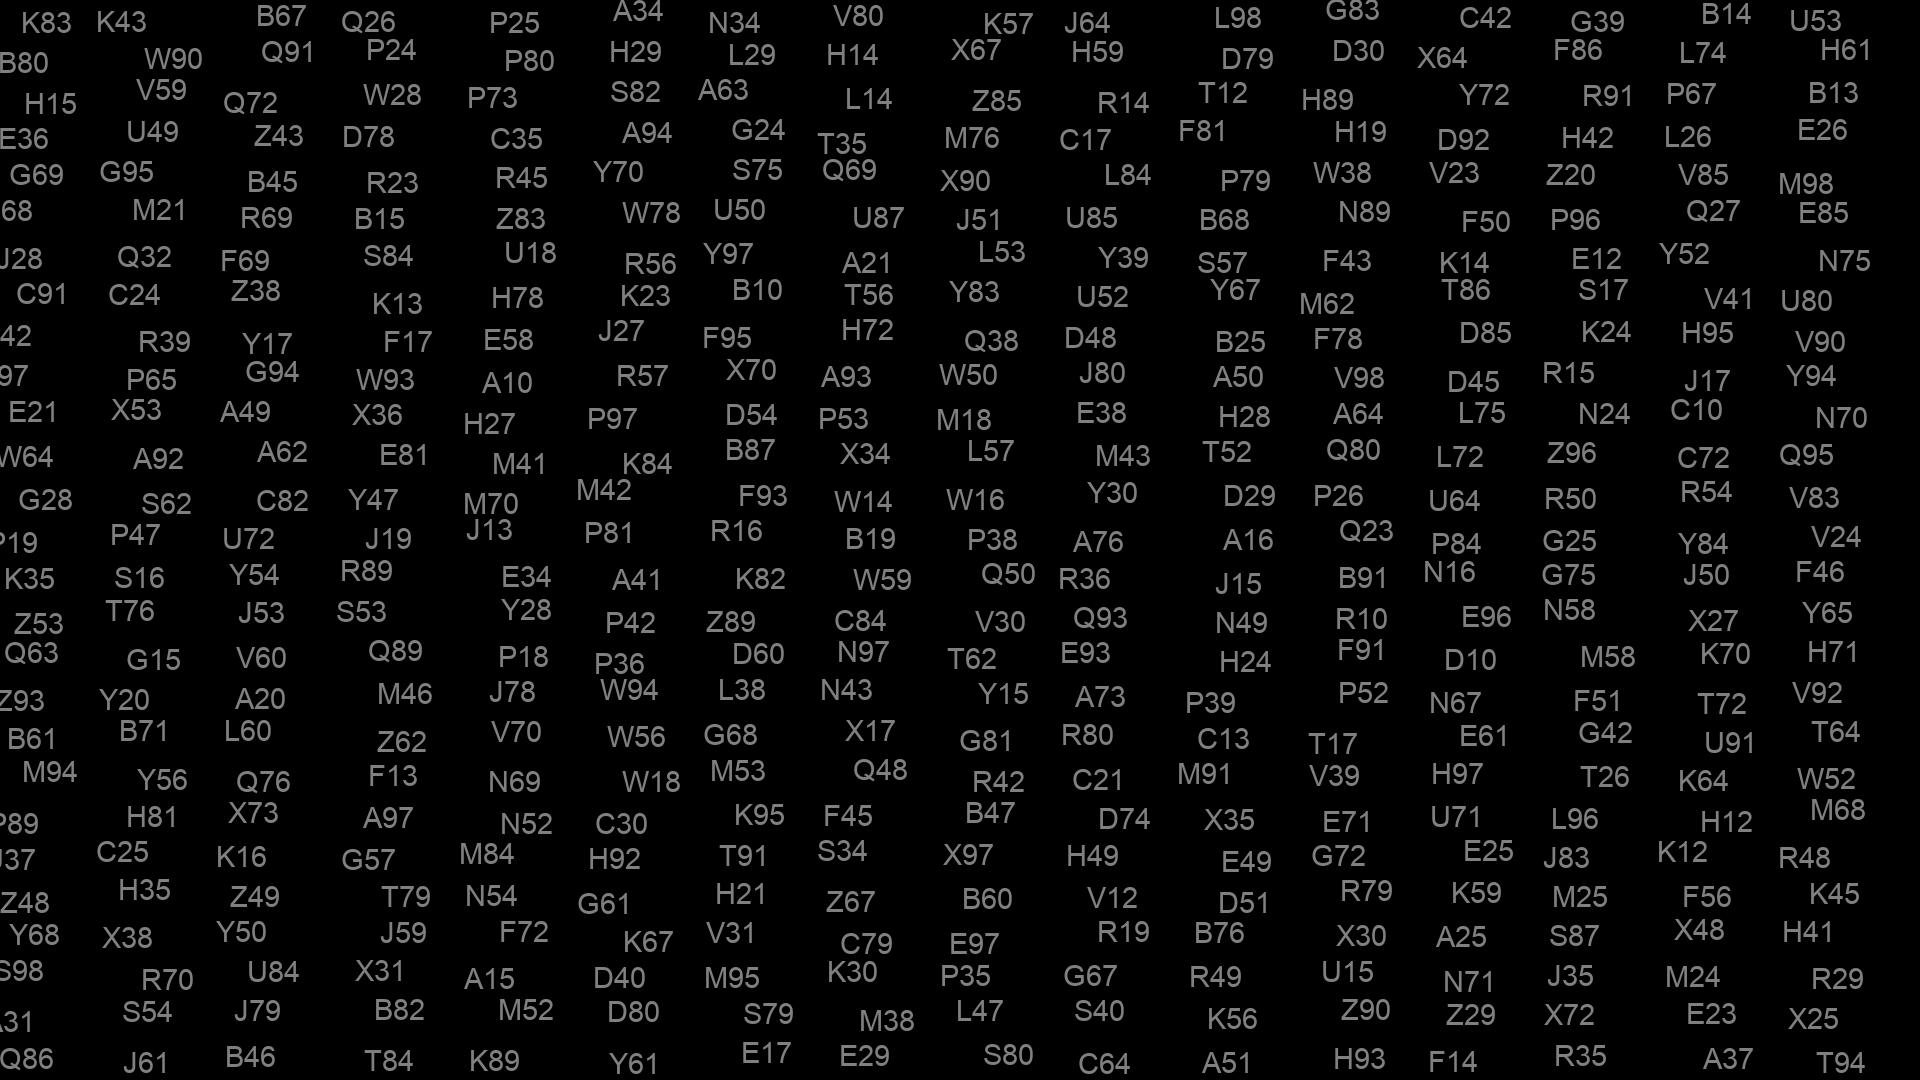 K83 K43 B67 Q26 P25 A34 N34 V80 K57 J64 L98 G83 C42 G39 B14 U53
B80 W90 Q91 P24 P80 H29 L29 H14 X67 H59 D79 D30 X64 F86 L74 H61
H15 V59 Q72 W28 P73 S82 A63 L14 Z85 R14 T12 H89 Y72 R91 P67 B13
E36 U49 Z43 D78 C35 A94 G24 T35 M76 C17 F81 H19 D92 H42 L26 E26
G69 G95 B45 R23 R45 Y70 S75 Q69 X90 L84 P79 W38 V23 Z20 V85 M98
68 M21 R69 B15 Z83 W78 U50 U87 J51 U85 B68 N89 F50 P96 Q27 E85
J28 Q32 F69 S84 U18 R56 Y97 A21 L53 Y39 S57 F43 K14 E12 Y52 N75
C91 C24 Z38 K13 H78 K23 B10 T56 Y83 U52 Y67 M62 T86 S17 V41 U80
42 R39 Y17 F17 E58 J27 F95 H72 Q38 D48 B25 F78 D85 K24 H95 V90
97 P65 G94 W93 A10 R57 X70 A93 W50 J80 A50 V98 D45 R15 J17 Y94
E21 X53 A49 X36 H27 P97 D54 P53 M18 E38 H28 A64 L75 N24 C10 N70
W64 A92 A62 E81 M41 K84 B87 X34 L57 M43 T52 Q80 L72 Z96 C72 Q95
G28 S62 C82 Y47 M70 M42 F93 W14 W16 Y30 D29 P26 U64 R50 R54 V83
P19 P47 U72 J19 J13 P81 R16 B19 P38 A76 A16 Q23 P84 G25 Y84 V24
K35 S16 Y54 R89 E34 A41 K82 W59 Q50 R36 J15 B91 N16 G75 J50 F46
Z53 T76 J53 S53 Y28 P42 Z89 C84 V30 Q93 N49 R10 E96 N58 X27 Y65
Q63 G15 V60 Q89 P18 P36 D60 N97 T62 E93 H24 F91 D10 M58 K70 H71
Z93 Y20 A20 M46 J78 W94 L38 N43 Y15 A73 P39 P52 N67 F51 T72 V92
B61 B71 L60 Z62 V70 W56 G68 X17 G81 R80 C13 T17 E61 G42 U91 T64
M94 Y56 Q76 F13 N69 W18 M53 Q48 R42 C21 M91 V39 H97 T26 K64 W52
P89 H81 X73 A97 N52 C30 K95 F45 B47 D74 X35 E71 U71 L96 H12 M68
37 C25 K16 G57 M84 H92 T91 S34 X97 H49 E49 G72 E25 J83 K12 R48
Z48 H35 Z49 T79 N54 G61 H21 Z67 B60 V12 D51 R79 K59 M25 F56 K45
Y68 X38 Y50 J59 F72 K67 V31 C79 E97 R19 B76 X30 A25 S87 X48 H41
S98 R70 U84 X31 A15 D40 M95 K30 P35 G67 R49 U15 N71 J35 M24 R29
31 S54 J79 B82 M52 D80 S79 M38 L47 S40 K56 Z90 Z29 X72 E23 X25
Q86 J61 B46 T84 K89 Y61 E17 E29 S80 C64 A51 H93 F14 R35 A37 T94